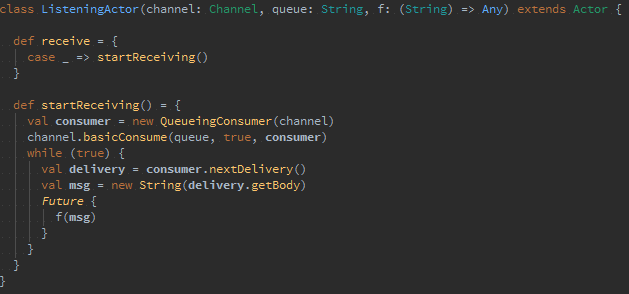 class ListeningActor(channel: Channel, queue: String, f: (String) => Any) extends Actor {
def receive = {
case _ => startReceiving()
}
def startReceiving() = {
val consumer = new QueueingConsumer(channel)
channel.basicConsume(queue, true, consumer)
while (true) {
val delivery = consumer.nextDelivery()
val msg = new String(delivery.getBody)
Future {
f(msg)
}
}
}
}